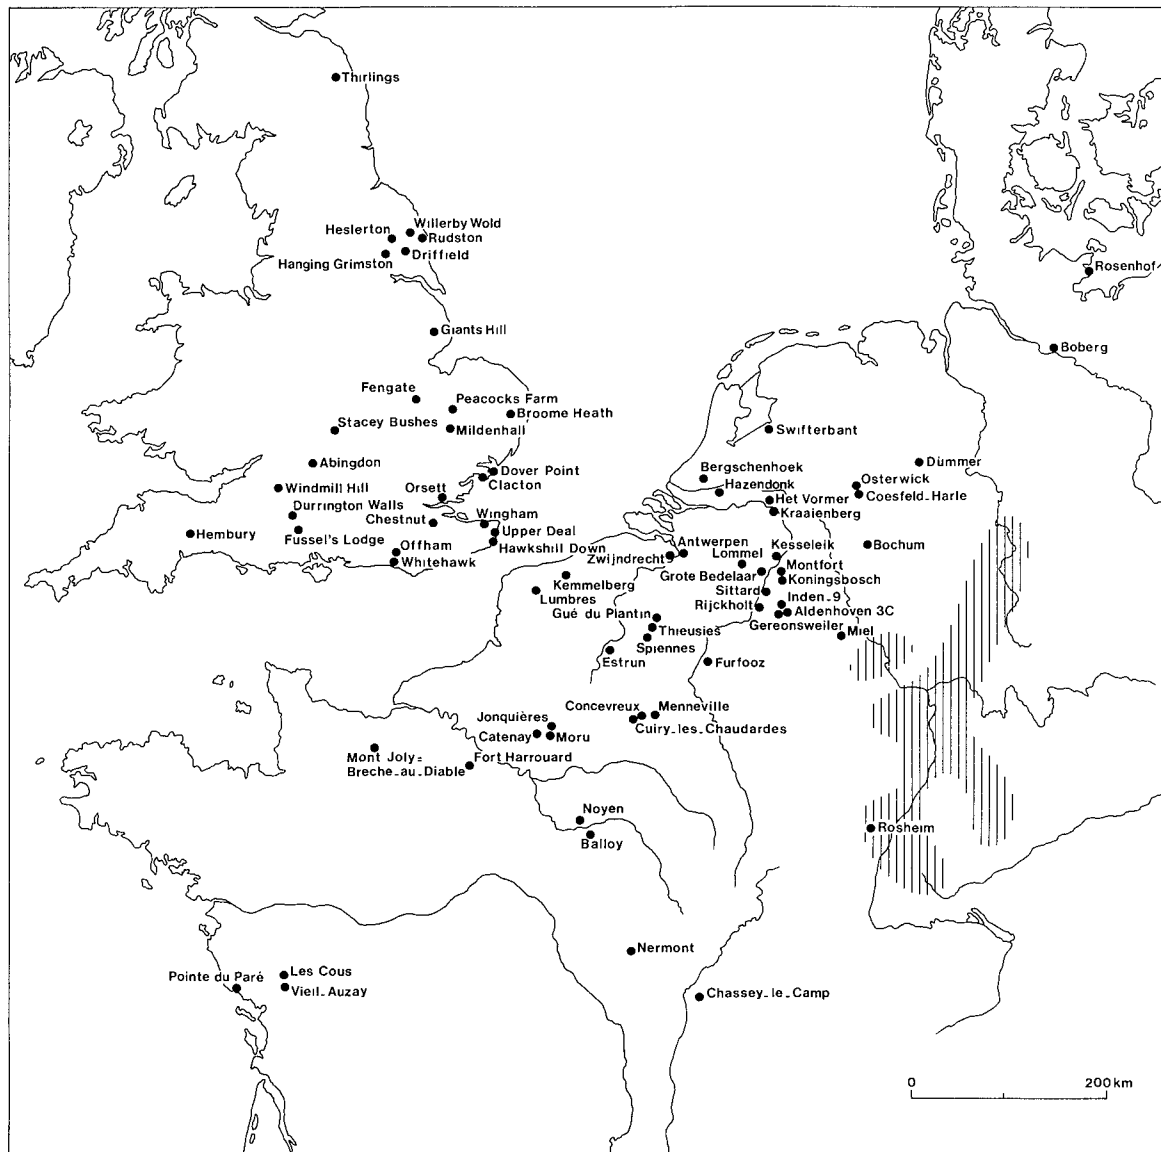 Thirlings
Willerby Wold
Heslerton
Rudston
Driffield
Hanging Grimston
Rosenhof
Giants Hill
Boberg
Fengate
Peacocks Farm
Broome Heath
Stacey Bushes
Mildenhall
Swifterbant
Abingdon
Dümmer
Dover Point
Bergschenhoek
Clacton
Osterwick
Windmill Hill
Orsett
Hazendonk
Coesfeld-Harle
Het Vormer
Durrington Walls
Kraaienberg
Chestnut
Wingham
Hembury
Fussel's Lodge
Upper Deal
Antwerpen
Bochum
Offham
Hawkshill Down
Lommel
Kesseleik
Zwijndrecht
Whitehawk
Montfort
Grote Bedelaar
Koningsbosch
Kemmelberg
Lumbres
Sittard
Inden-9
Rijckholt
Aldenhoven 3C
Gué du Plantin
Gereonsweiler
Thieusies
Miel
Spiennes
Estrun
Furfooz
Concevreux
Menneville
Jonquières
Cuiry-les-Chaudardes
Catenay
Moru
Mont Joly-
Breche-au-Diable
Fort Harrouard
Noyen
Rosheim
Balloy
Nermont
Pointe du Paré
Les Cous
Vieil-Auzay
Chassey-le-Camp
0 200 km